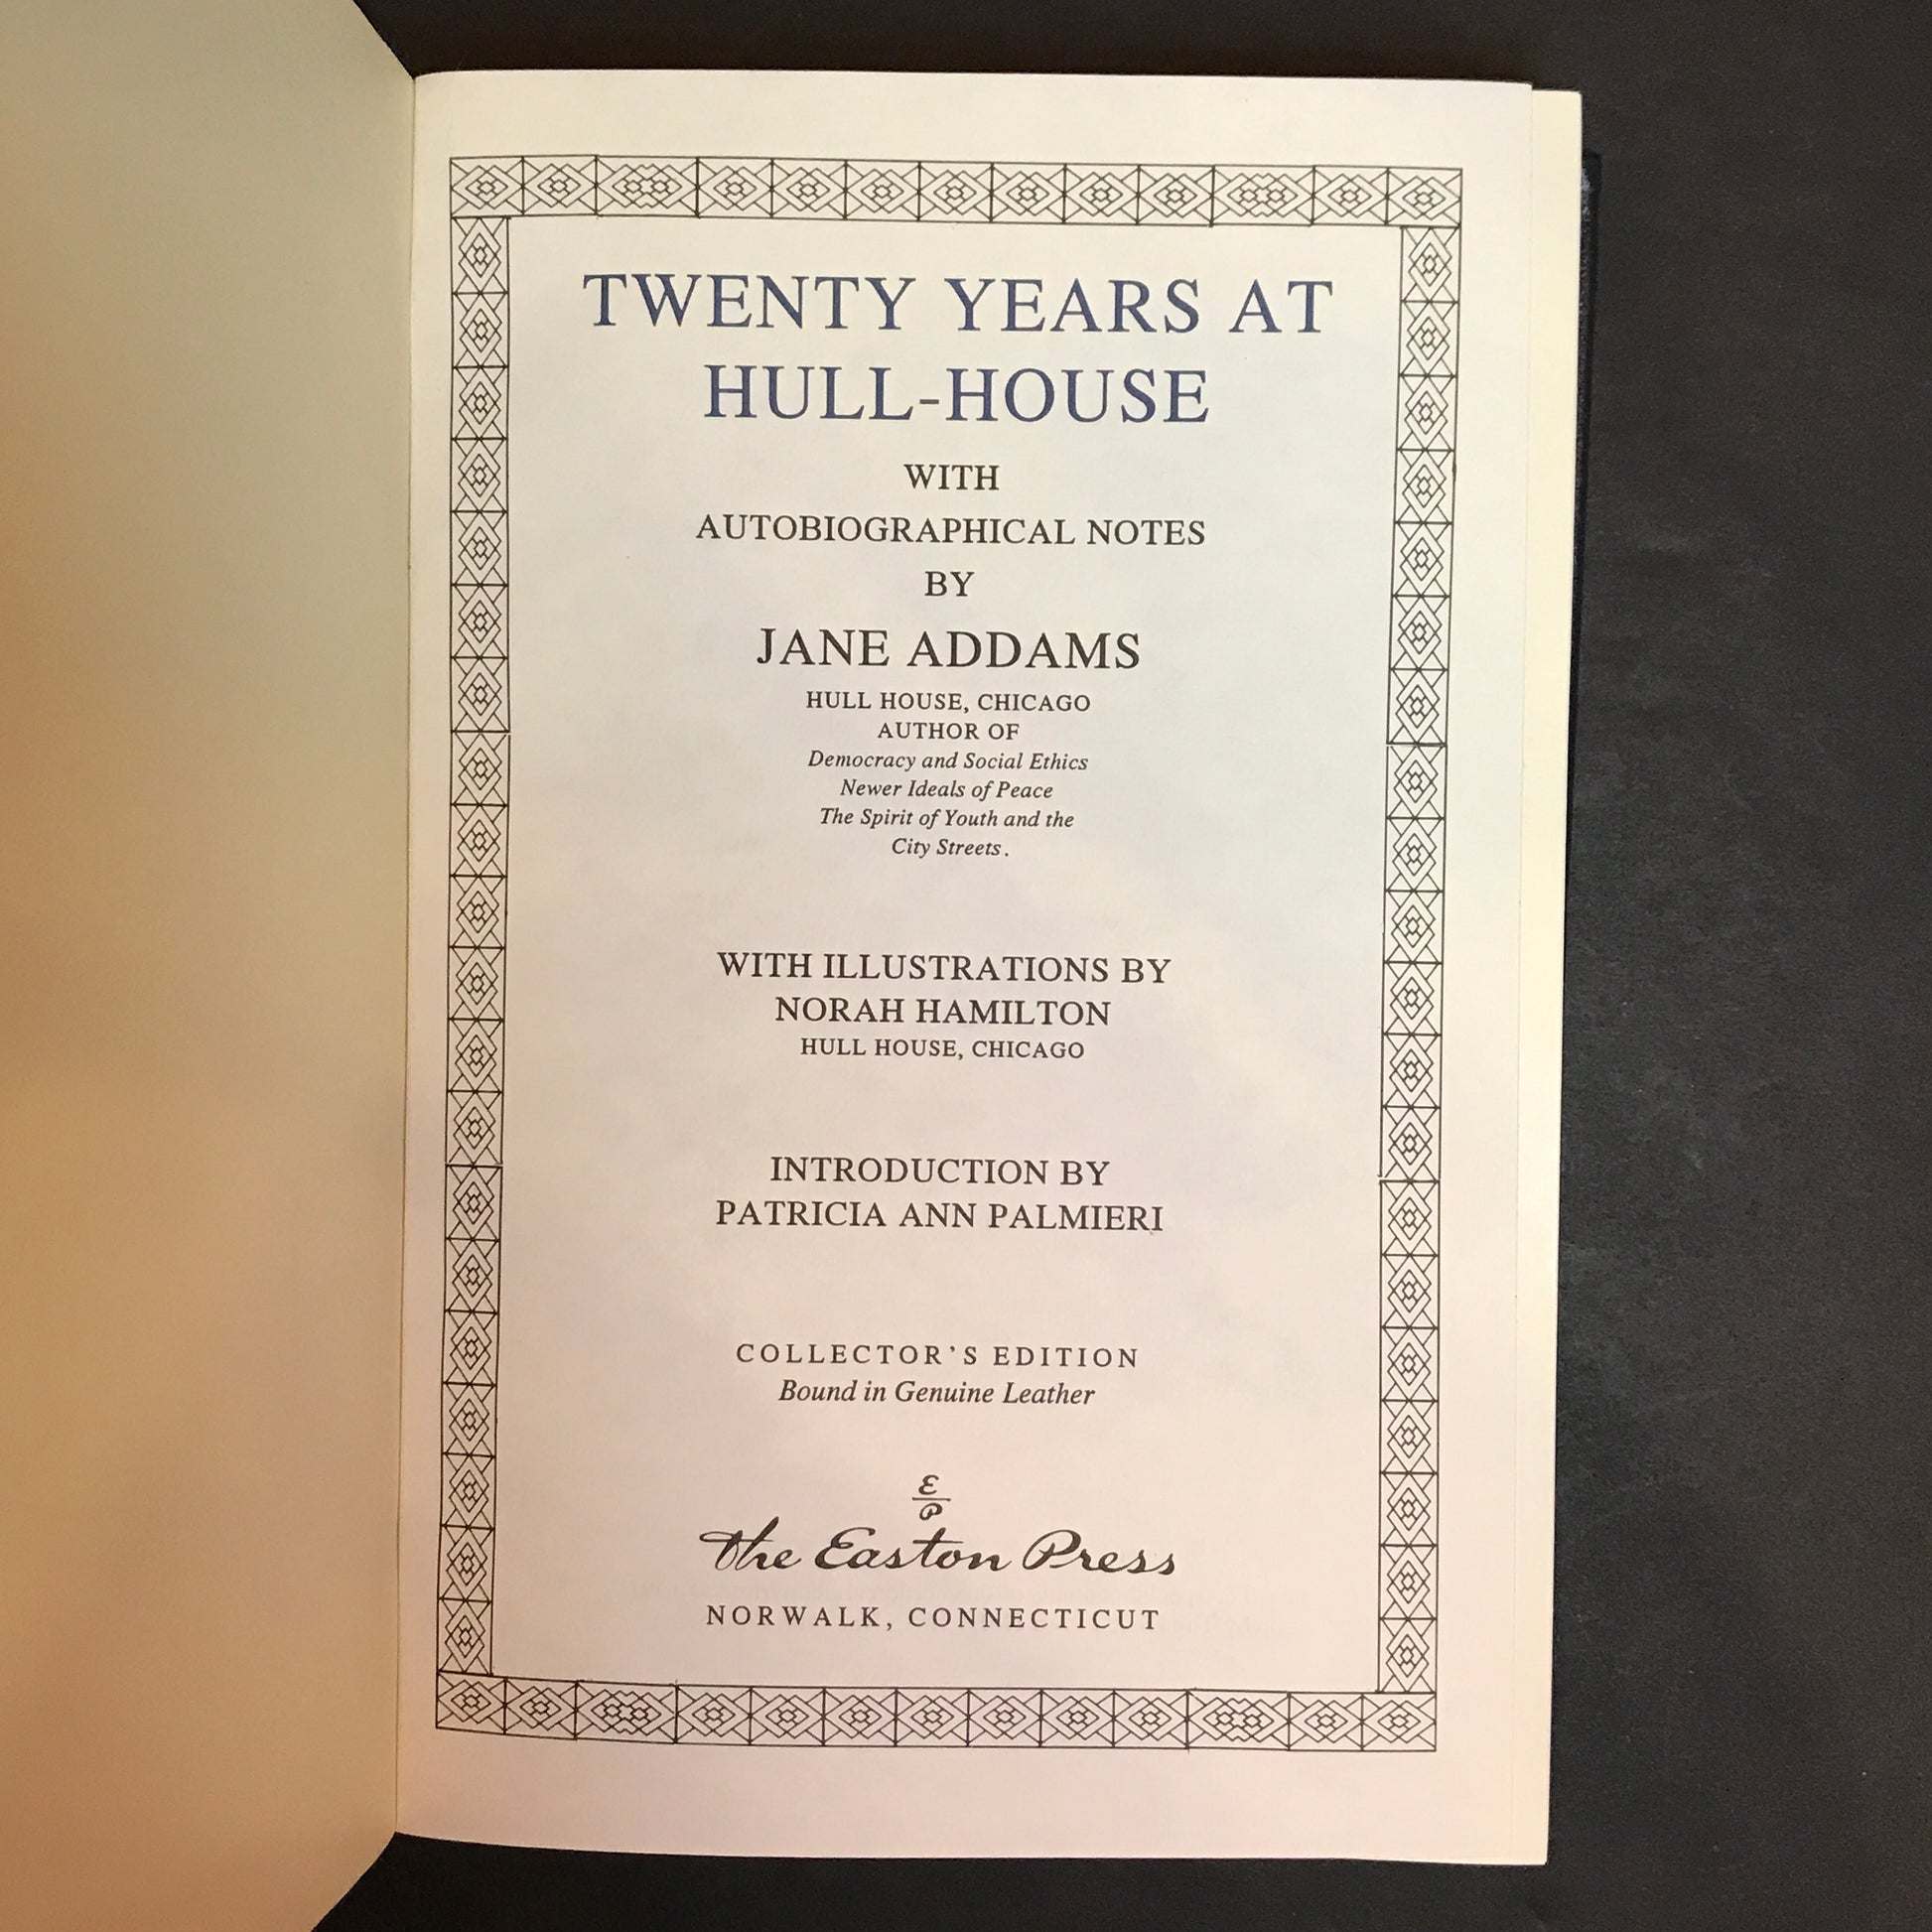 TWENTY YEARS AT
HULL-HOUSE
WITH
AUTOBIOGRAPHICAL NOTES
BY
JANE ADDAMS
HULL HOUSE, CHICAGO
AUTHOR OF
Democracy and Social Ethics
Newer Ideals of Peace
The Spirit of Youth and the
City Streets.
WITH ILLUSTRATIONS BY
NORAH HAMILTON
HULL HOUSE, CHICAGO
INTRODUCTION BY
PATRICIA ANN PALMIERI
COLLECTOR'S EDITION
Bound in Genuine Leather
E
P
The Easton Press
NORWALK, CONNECTICUT